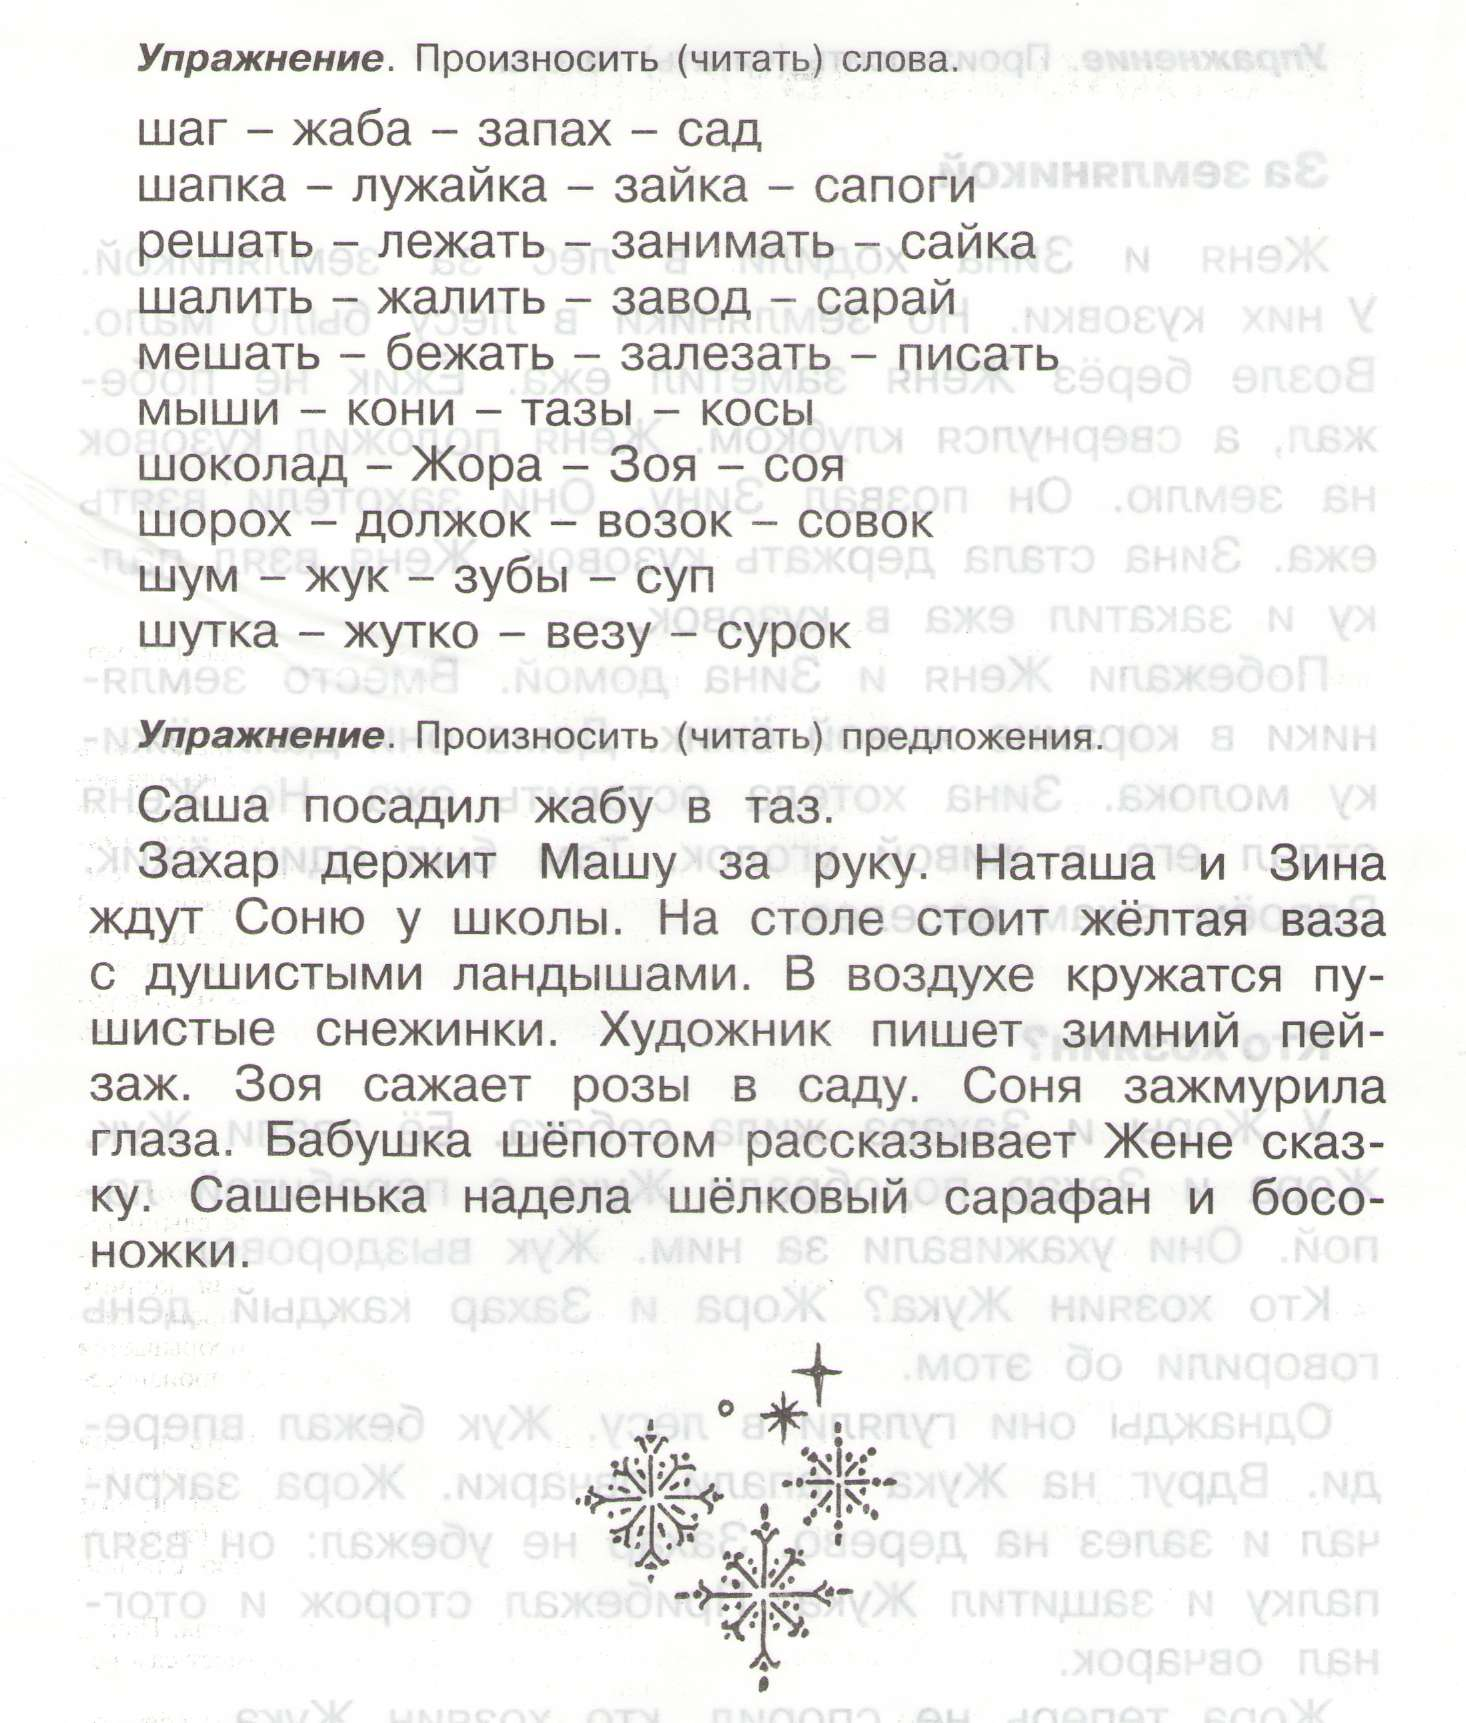 Упражнение. Произносить (читать) слова.
шаг – жаба – запах – сад
шапка – лужайка – зайка – сапоги
решать – лежать – занимать – сайка
шалить – жалить – завод – сарай
мешать – бежать – залезать – писать
мыши – кони – тазы – косы
шоколад – Жора – Зоя – соя
шорох – должок – возок – совок
шум – жук – зубы – суп
шутка – жутко – везу – сурок
Упражнение. Произносить (читать) предложения.
Саша посадил жабу в таз.
Захар держит Машу за руку. Наташа и Зина
ждут Соню у школы. На столе стоит жёлтая ваза
с душистыми ландышами. В воздухе кружатся пу-
шистые снежинки. Художник пишет зимний пей-
заж. Зоя сажает розы в саду. Соня зажмурила
глаза. Бабушка шёпотом рассказывает Жене сказ-
ку. Сашенька надела шёлковый сарафан и босо-
ножки.